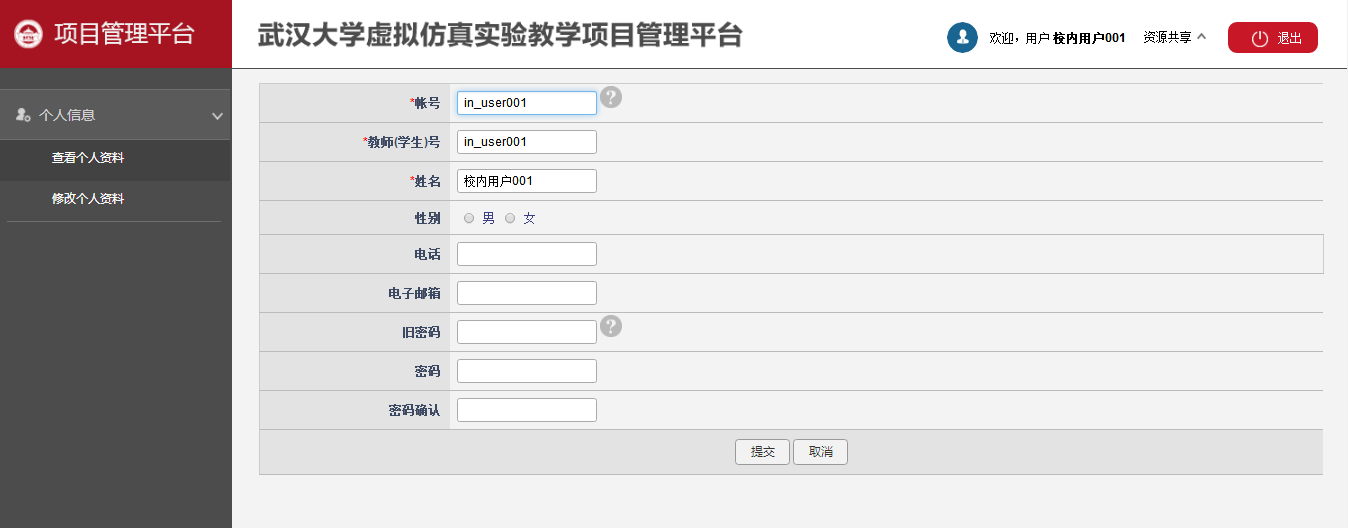 项目管理平台
武汉大学虚拟仿真实验教学项目管理平台
欢迎，用户 校内用户001 资源共享 退出
个人信息
查看个人资料
修改个人资料
*帐号 in_user001 ?
*教师(学生)号 in_user001
*姓名 校内用户001
性别 男 女
电话
电子邮箱
旧密码 ?
密码
密码确认
提交 取消